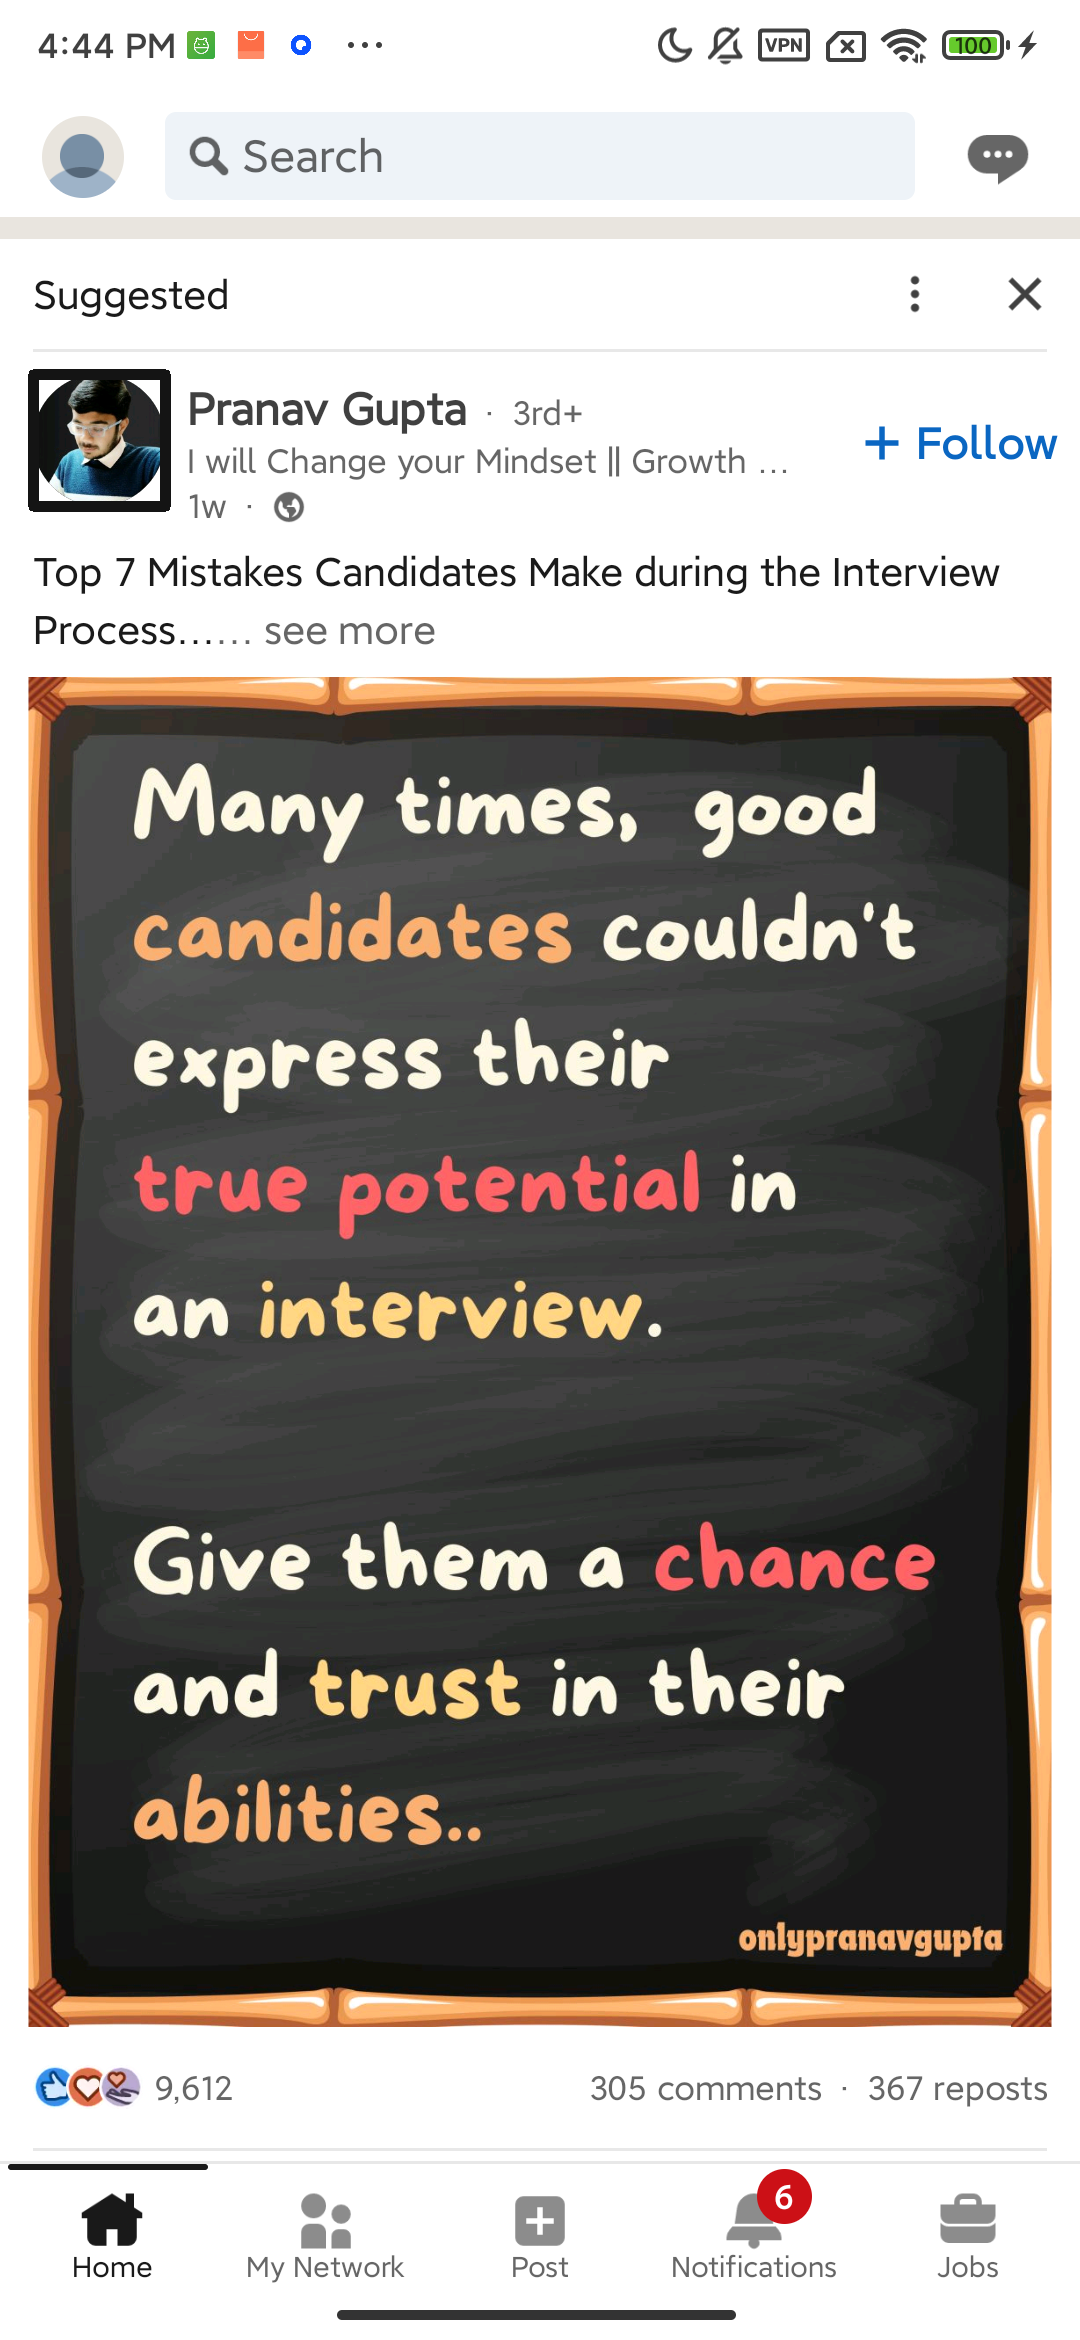 4:44 PM
VPN
100
Search
Suggested
Pranav Gupta · 3rd+
I will Change your Mindset || Growth ...
1w ·
+ Follow
Top 7 Mistakes Candidates Make during the Interview
Process...... see more
Many times, good
candidates couldn't
express their
true potential in
an interview.
Give them a chance
and trust in their
abilities..
onlypranavgupta
9,612
305 comments · 367 reposts
6
Home
My Network
Post
Notifications
Jobs